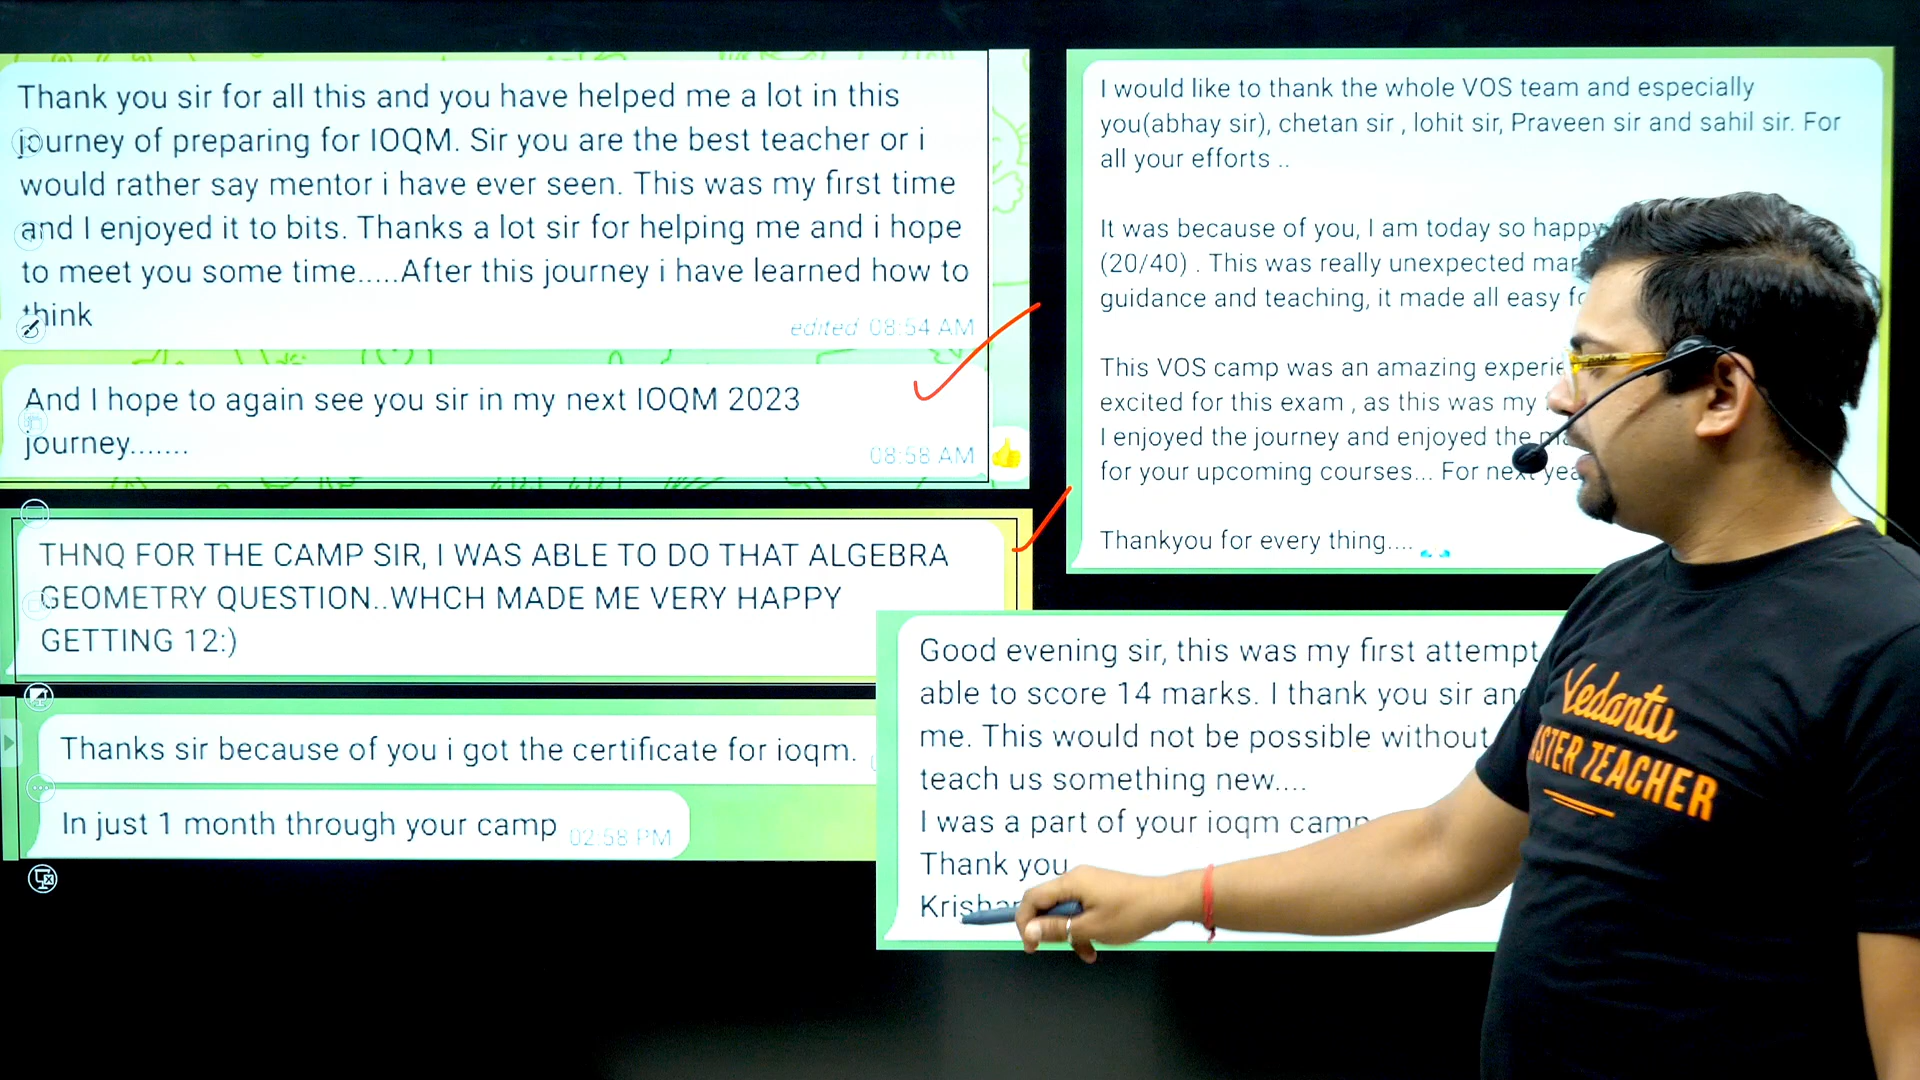 Thank you sir for all this and you have helped me a lot in this
journey of preparing for IOQM. Sir you are the best teacher or i
would rather say mentor i have ever seen. This was my first time
and I enjoyed it to bits. Thanks a lot sir for helping me and i hope
to meet you some time.....After this journey i have learned how to
think
edited 08:54 AM
And I hope to again see you sir in my next IOQM 2023
journey.......
08:58 AM
THNQ FOR THE CAMP SIR, I WAS ABLE TO DO THAT ALGEBRA
GEOMETRY QUESTION..WHCH MADE ME VERY HAPPY
GETTING 12:)
Thanks sir because of you i got the certificate for ioqm.
In just 1 month through your camp 02:58 PM
I would like to thank the whole VOS team and especially
you(abhay sir), chetan sir , lohit sir, Praveen sir and sahil sir. For
all your efforts ..
It was because of you, I am today so happy
(20/40) . This was really unexpected
guidance and teaching, it made all easy
This VOS camp was an amazing
excited for this exam , as this was my
I enjoyed the journey and enjoyed the
for your upcoming courses... For next
Thankyou for every thing....
Good evening sir, this was my first attempt
able to score 14 marks. I thank you sir
me. This would not be possible without
teach us something new....
I was a part of your ioqm camp
Thank you
Vedantu
TEACHER